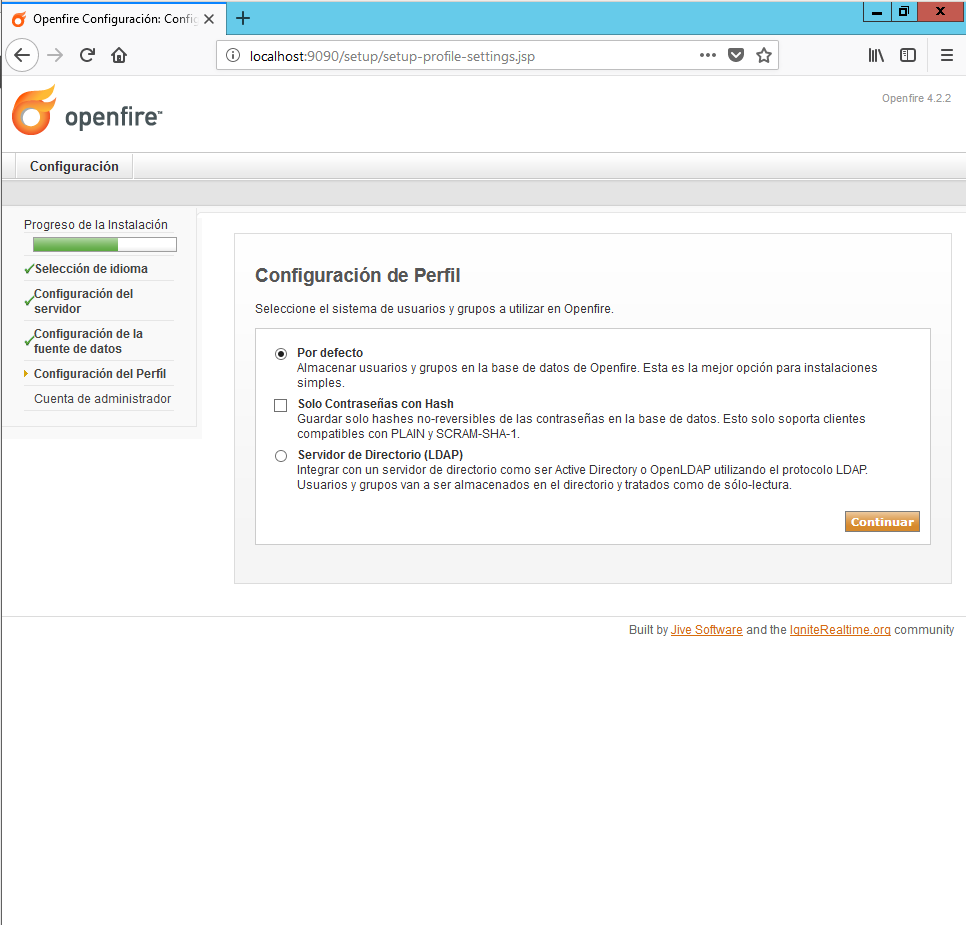 Openfire Configuración: Config
localhost:9090/setup/setup-profile-settings.jsp
openfire™
Openfire 4.2.2
Configuración
Progreso de la Instalación
Selección de idioma
Configuración del
servidor
Configuración de la
fuente de datos
Configuración del Perfil
Cuenta de administrador
Configuración de Perfil
Seleccione el sistema de usuarios y grupos a utilizar en Openfire.
Por defecto
Almacenar usuarios y grupos en la base de datos de Openfire. Esta es la mejor opción para instalaciones
simples.
Solo Contraseñas con Hash
Guardar solo hashes no-reversibles de las contraseñas en la base de datos. Esto solo soporta clientes
compatibles con PLAIN y SCRAM-SHA-1.
Servidor de Directorio (LDAP)
Integrar con un servidor de directorio como ser Active Directory o OpenLDAP utilizando el protocolo LDAP.
Usuarios y grupos van a ser almacenados en el directorio y tratados como de sólo-lectura.
Continuar
Built by Jive Software and the IgniteRealtime.org community